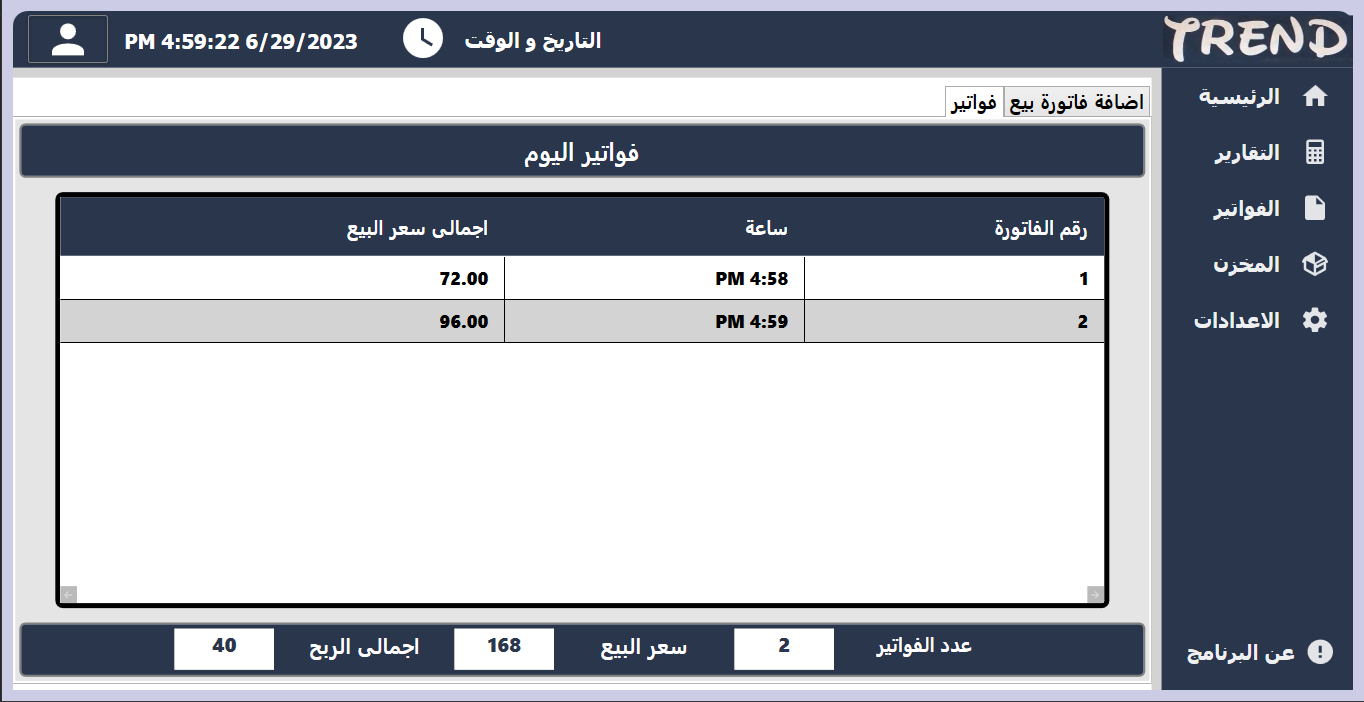 TREND
التاريخ و الوقت
PM 4:59:22 6/29/2023
الرئيسية
التقارير
الفواتير
المخزن
الاعدادات
عن البرنامج
اضافة فاتورة بيع فواتير
فواتير اليوم
رقم الفاتورة ساعة اجمالى سعر البيع
1 PM 4:58 72.00
2 PM 4:59 96.00
عدد الفواتير 2 سعر البيع 168 اجمالى الربح 40